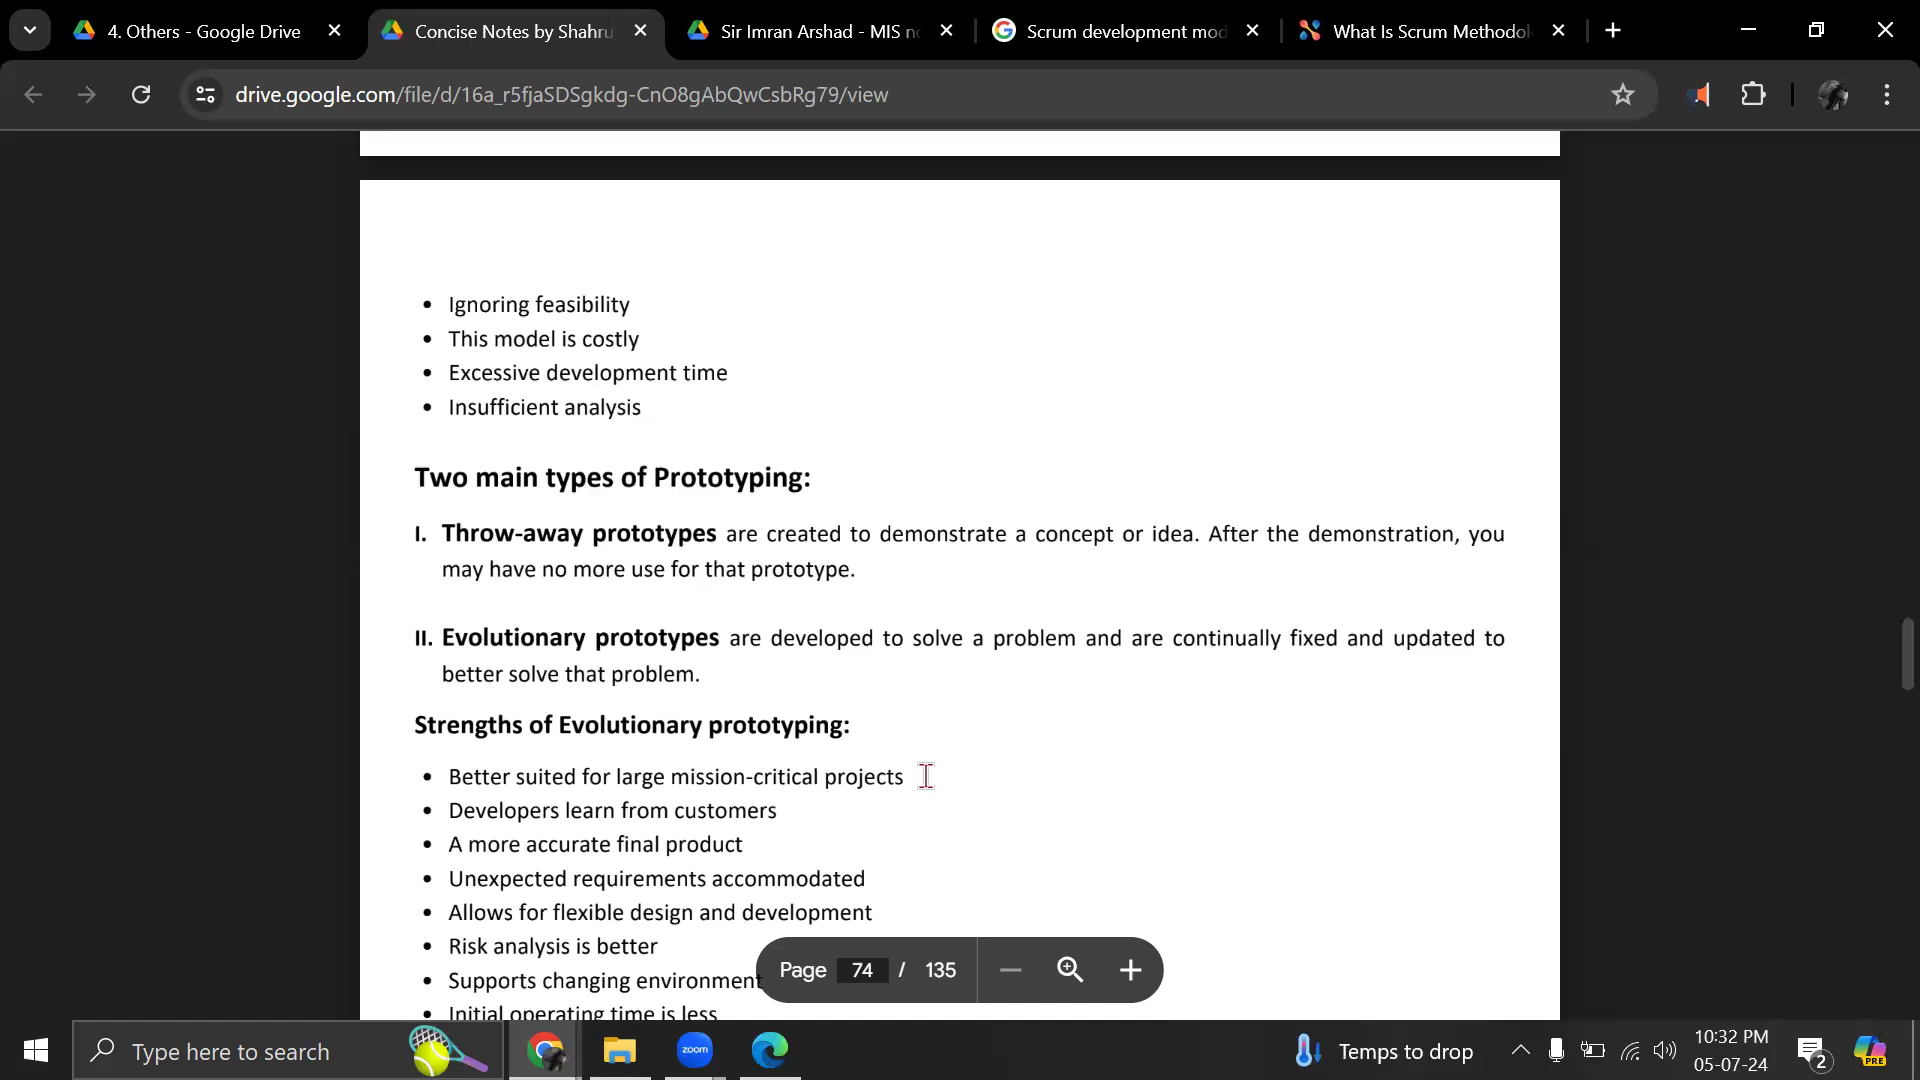 4. Others - Google Drive
Concise Notes by Shahru
Sir Imran Arshad - MIS no
Scrum development mod
What Is Scrum Methodol
drive.google.com/file/d/16a_r5fjaSDSgkdg-CnO8gAbQwCsbRg79/view
• Ignoring feasibility
• This model is costly
• Excessive development time
• Insufficient analysis
Two main types of Prototyping:
I. Throw-away prototypes are created to demonstrate a concept or idea. After the demonstration, you
may have no more use for that prototype.
II. Evolutionary prototypes are developed to solve a problem and are continually fixed and updated to
better solve that problem.
Strengths of Evolutionary prototyping:
• Better suited for large mission-critical projects
• Developers learn from customers
• A more accurate final product
• Unexpected requirements accommodated
• Allows for flexible design and development
• Risk analysis is better
• Supports changing environment
• Initial operating time is less
Page 74 / 135
Type here to search
zoom
Temps to drop
10:32 PM
05-07-24
2
PRE